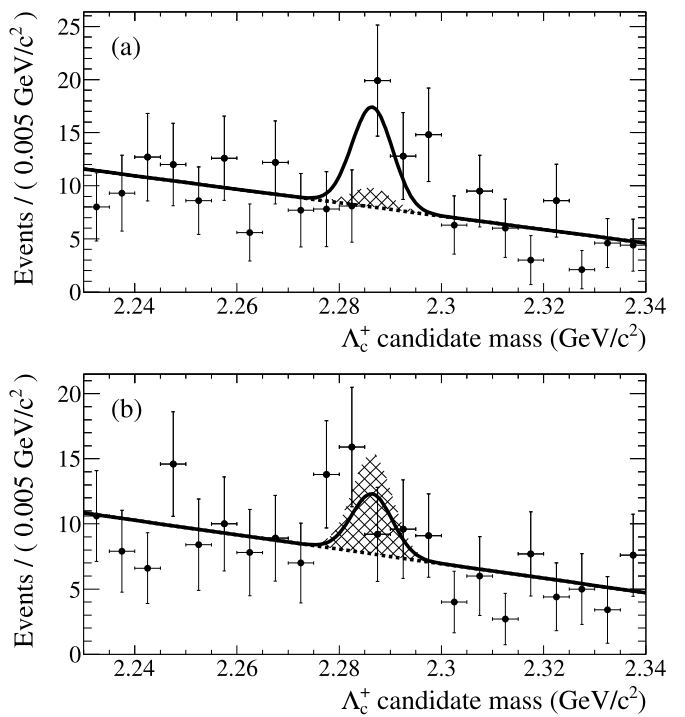 (a)
Events / ( 0.005 GeV/c² )
25
20
15
10
5
0
2.24 2.26 2.28 2.3 2.32 2.34
Λc⁺ candidate mass (GeV/c²)
(b)
Events / ( 0.005 GeV/c² )
20
15
10
5
0
2.24 2.26 2.28 2.3 2.32 2.34
Λc⁺ candidate mass (GeV/c²)